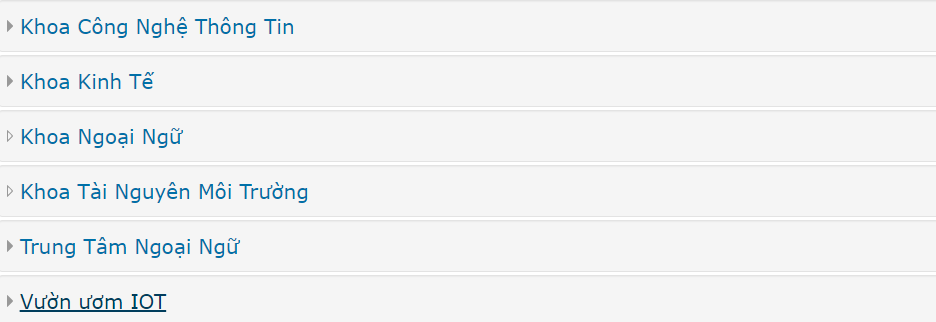 Khoa Công Nghệ Thông Tin
Khoa Kinh Tế
Khoa Ngoại Ngữ
Khoa Tài Nguyên Môi Trường
Trung Tâm Ngoại Ngữ
Vườn ươm IOT